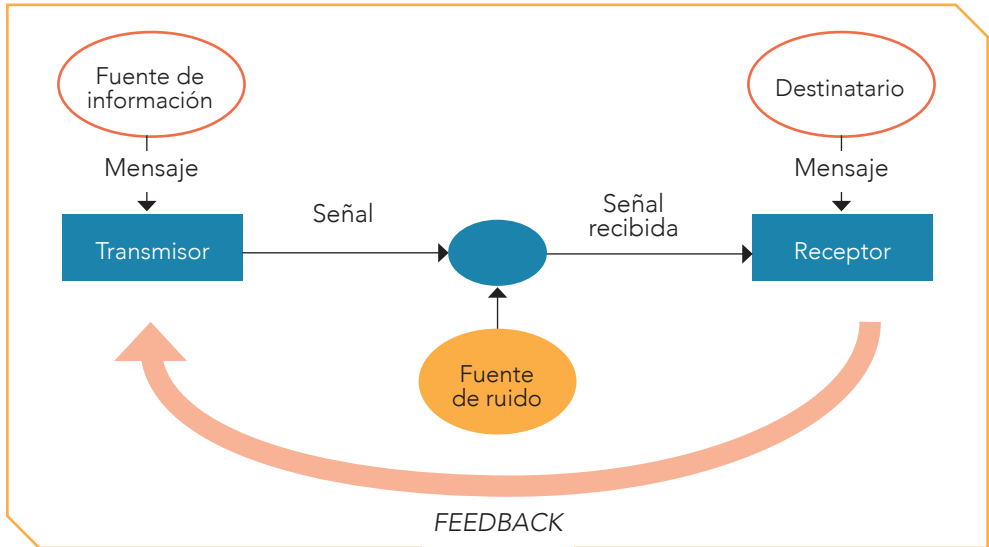 Fuente de
información
Destinatario
Mensaje
Mensaje
Señal
Señal
recibida
Transmisor
Receptor
Fuente
de ruido
FEEDBACK